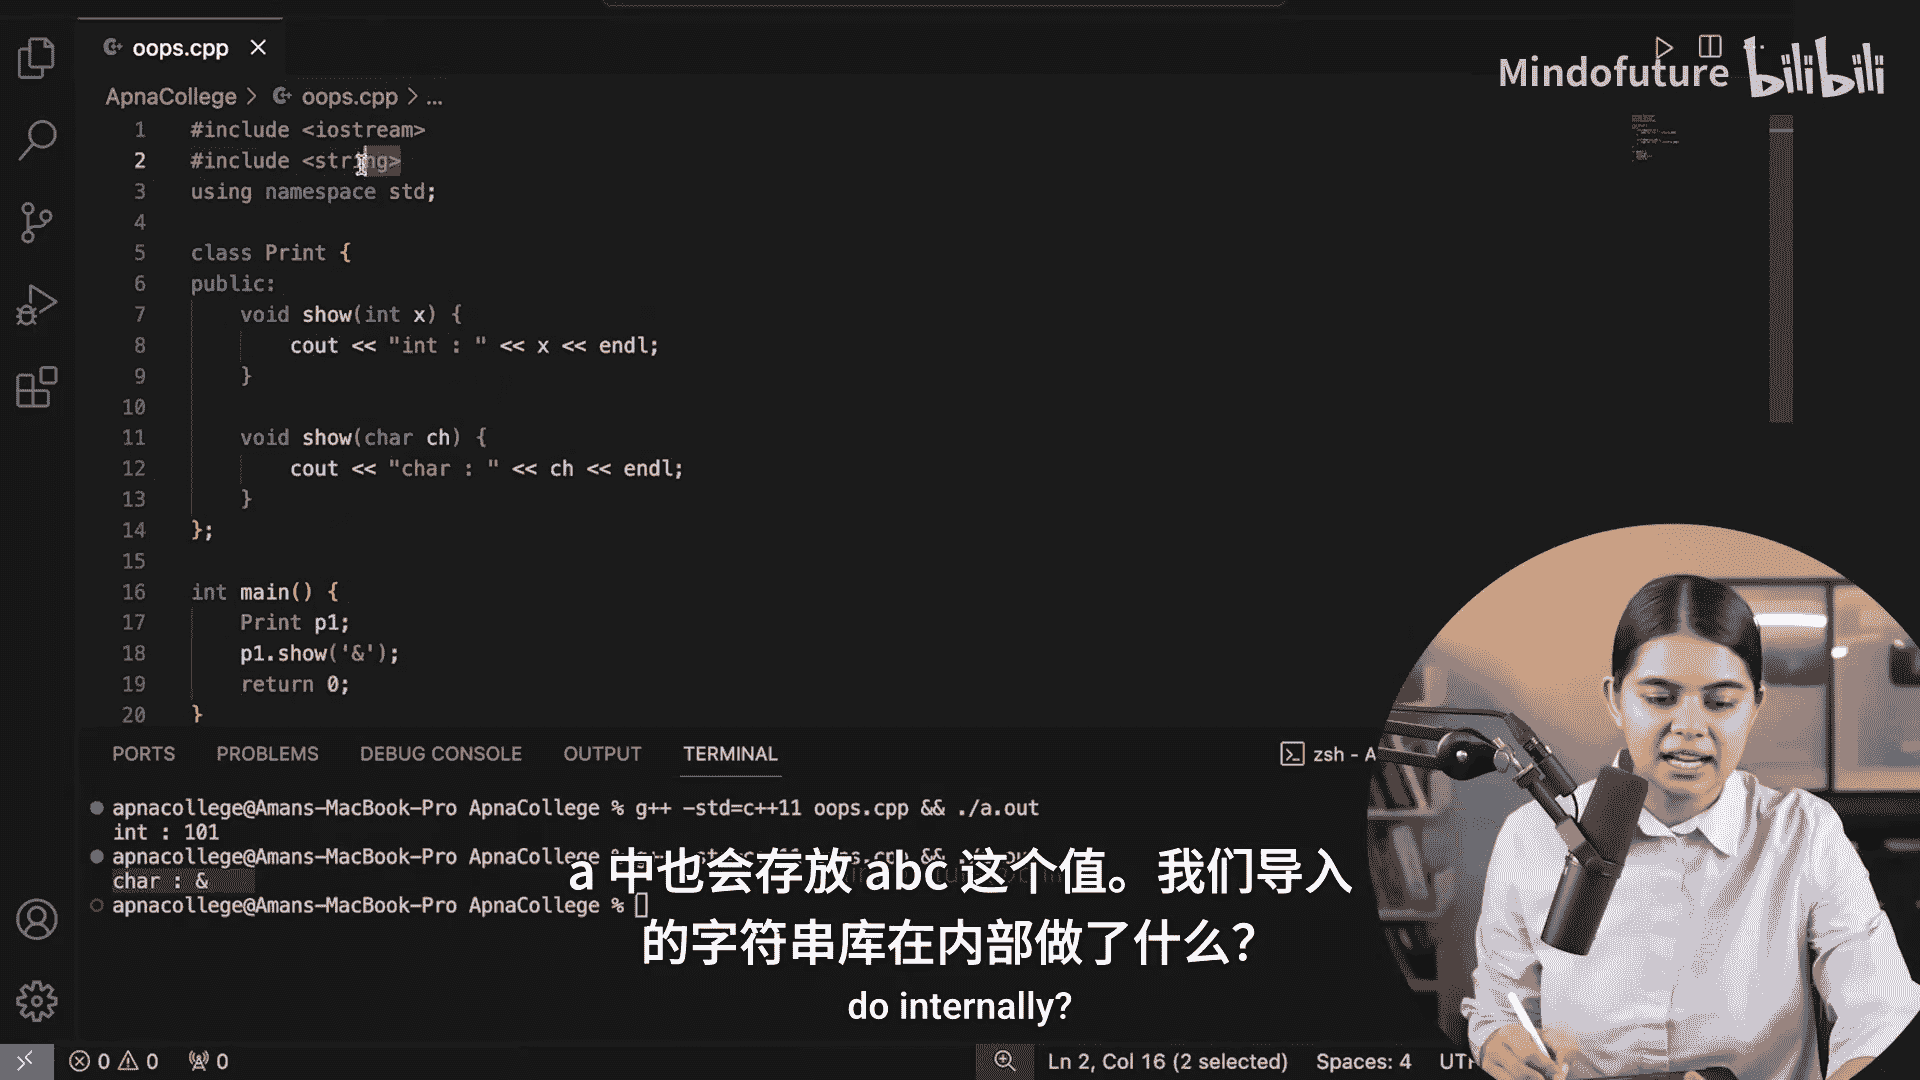 oops.cpp
Mindofuture bilibili
ApnaCollege > oops.cpp > ...
1 #include <iostream>
2 #include <string>
3 using namespace std;
4
5 class Print {
6 public:
7 void show(int x) {
8 cout << "int : " << x << endl;
9 }
10
11 void show(char ch) {
12 cout << "char : " << ch << endl;
13 }
14 };
15
16 int main() {
17 Print p1;
18 p1.show('&');
19 return 0;
20 }
PORTS PROBLEMS DEBUG CONSOLE OUTPUT TERMINAL
zsh - A
apnacollege@Amans-MacBook-Pro ApnaCollege % g++ -std=c++11 oops.cpp && ./a.out
int : 101
apnacollege@Amans-MacBook-Pro ApnaCollege %
char : &
apnacollege@Amans-MacBook-Pro ApnaCollege %
a 中也会存放 abc 这个值。我们导入
的字符串库在内部做了什么?
do internally?
0 0 0
Ln 2, Col 16 (2 selected) Spaces: 4 UT